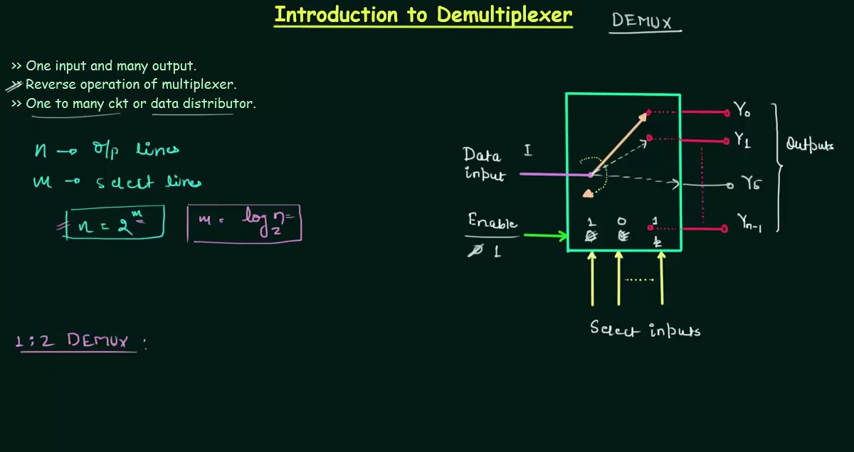 Introduction to Demultiplexer
DEMUX
>> One input and many output.
>> Reverse operation of multiplexer.
>> One to many ckt or data distributor.
n → o/p lines
m → select lines
n = 2^m
m = log_2 n
1:2 DEMUX :
Data input
I
Enable
0 1
1 0 1
Y0
Y1
Y5
Yn-1
Outputs
Select inputs